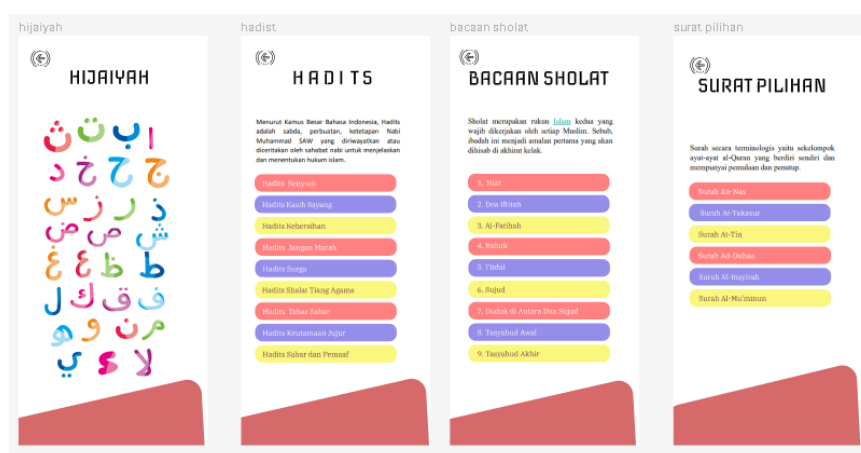 hijaiyah
HIJAIYAH
ا ب ت ث
ج ح خ د
ذ ر ز س
ش ص ض
ط ظ ع غ
ف ق ك ل
م ن و ه
لا ء ي
hadist
HADITS
Menurut Kamus Besar Bahasa Indonesia, Hadits
adalah sabda, perbuatan, ketetapan Nabi
Muhammad SAW yang diriwayatkan atau
diceritakan oleh sahabat nabi untuk menjelaskan
dan menentukan hukum islam.
Hadits Senyum
Hadits Kasih Sayang
Hadits Kebersihan
Hadits Jangan Marah
Hadits Surga
Hadits Shalat Tiang Agama
Hadits Tebar Sabar
Hadits Keutamaan Jujur
Hadits Sabar dan Pemaaf
bacaan sholat
BACAAN SHOLAT
Sholat merupakan rukun Islam kedua yang
wajib dikerjakan oleh setiap Muslim. Sebab,
ibadah ini menjadi amalan pertama yang akan
dihisab di akhirat kelak.
1. Niat
2. Doa Iftitah
3. Al-Fatihah
4. Rukuk
5. I'tidal
6. Sujud
7. Duduk di Antara Dua Sujud
8. Tasyahud Awal
9. Tasyahud Akhir
surat pilihan
SURAT PILIHAN
Surah secara terminologis yaitu sekelompok
ayat-ayat al-Quran yang berdiri sendiri dan
mempunyai permulaan dan penutup.
Surah An-Nas
Surah At-Takasur
Surah At-Tin
Surah Ad-Duhaa
Surah Al-Insyirah
Surah Al-Mu'minun